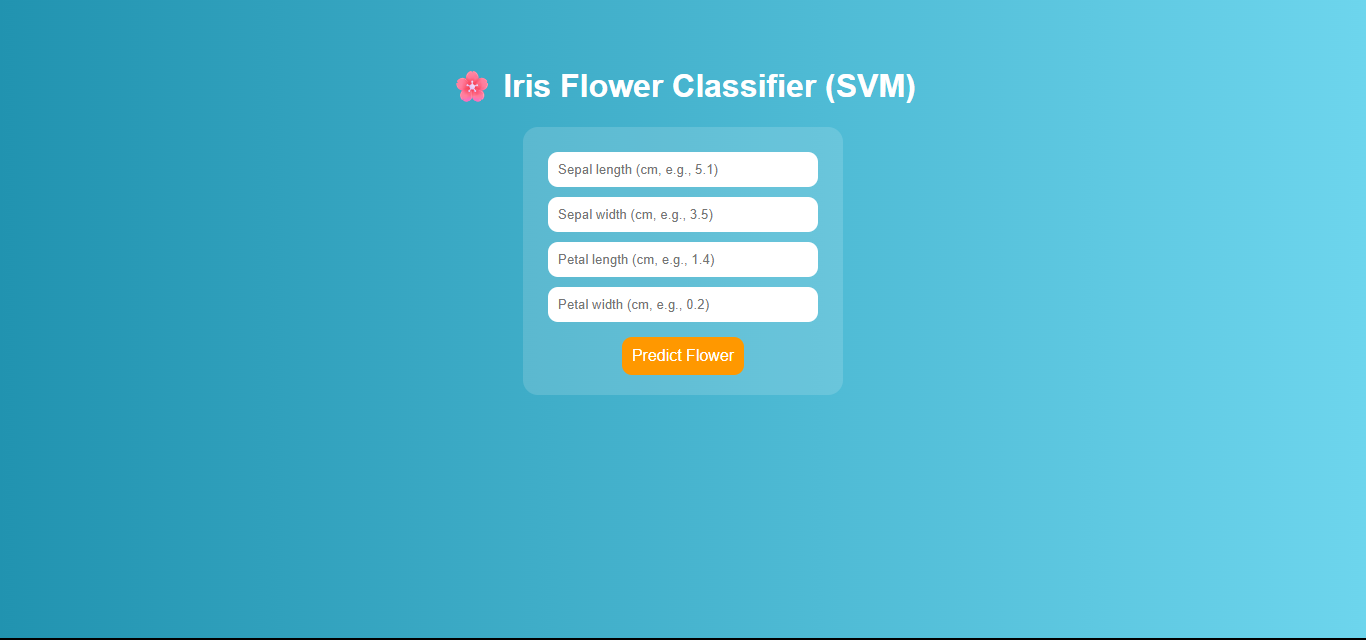 🌸 Iris Flower Classifier (SVM)
Sepal length (cm, e.g., 5.1)
Sepal width (cm, e.g., 3.5)
Petal length (cm, e.g., 1.4)
Petal width (cm, e.g., 0.2)
Predict Flower